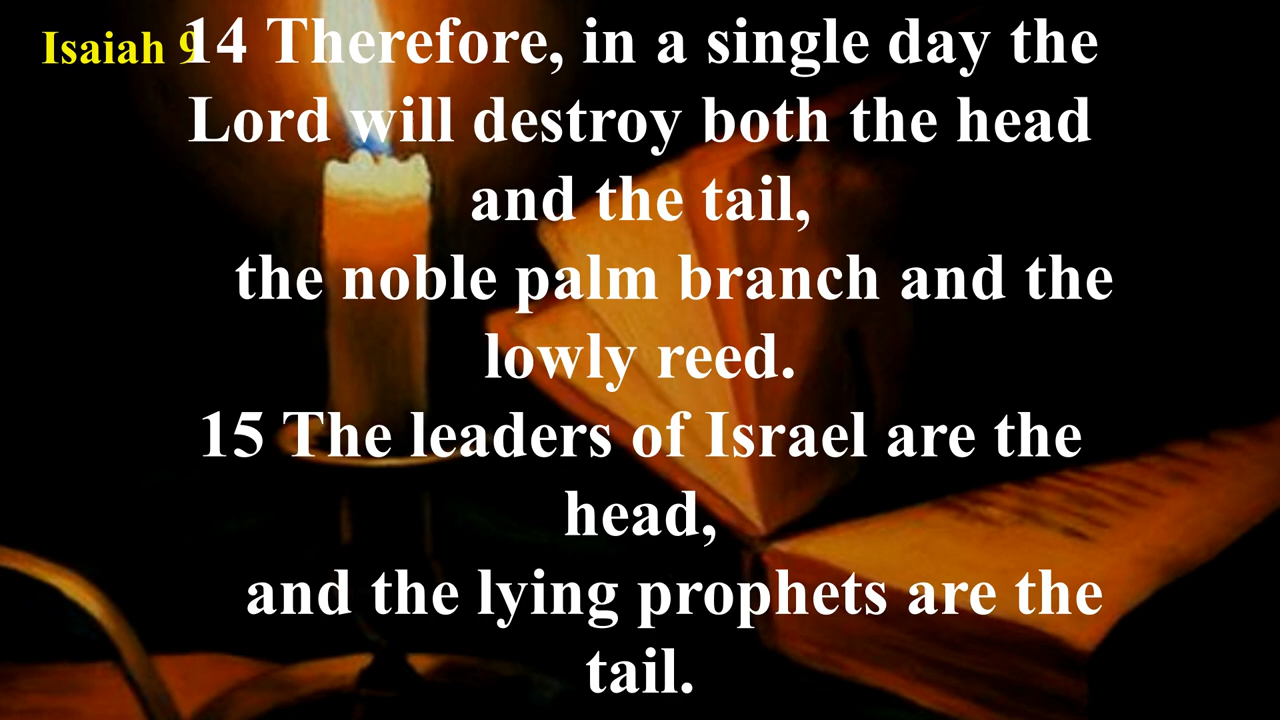 Isaiah 9
14 Therefore, in a single day the
Lord will destroy both the head
and the tail,
the noble palm branch and the
lowly reed.
15 The leaders of Israel are the
head,
and the lying prophets are the
tail.